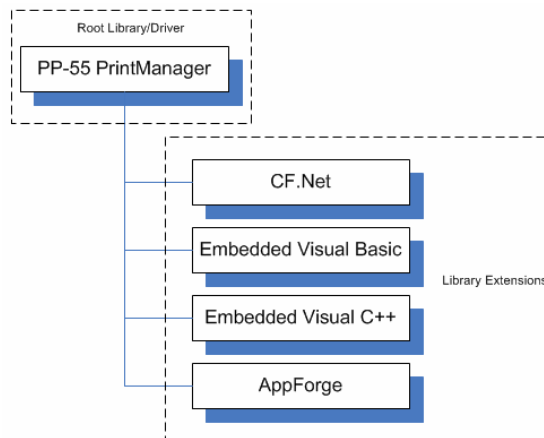 Root Library/Driver
PP-55 PrintManager
CF.Net
Embedded Visual Basic
Library Extensions
Embedded Visual C++
AppForge